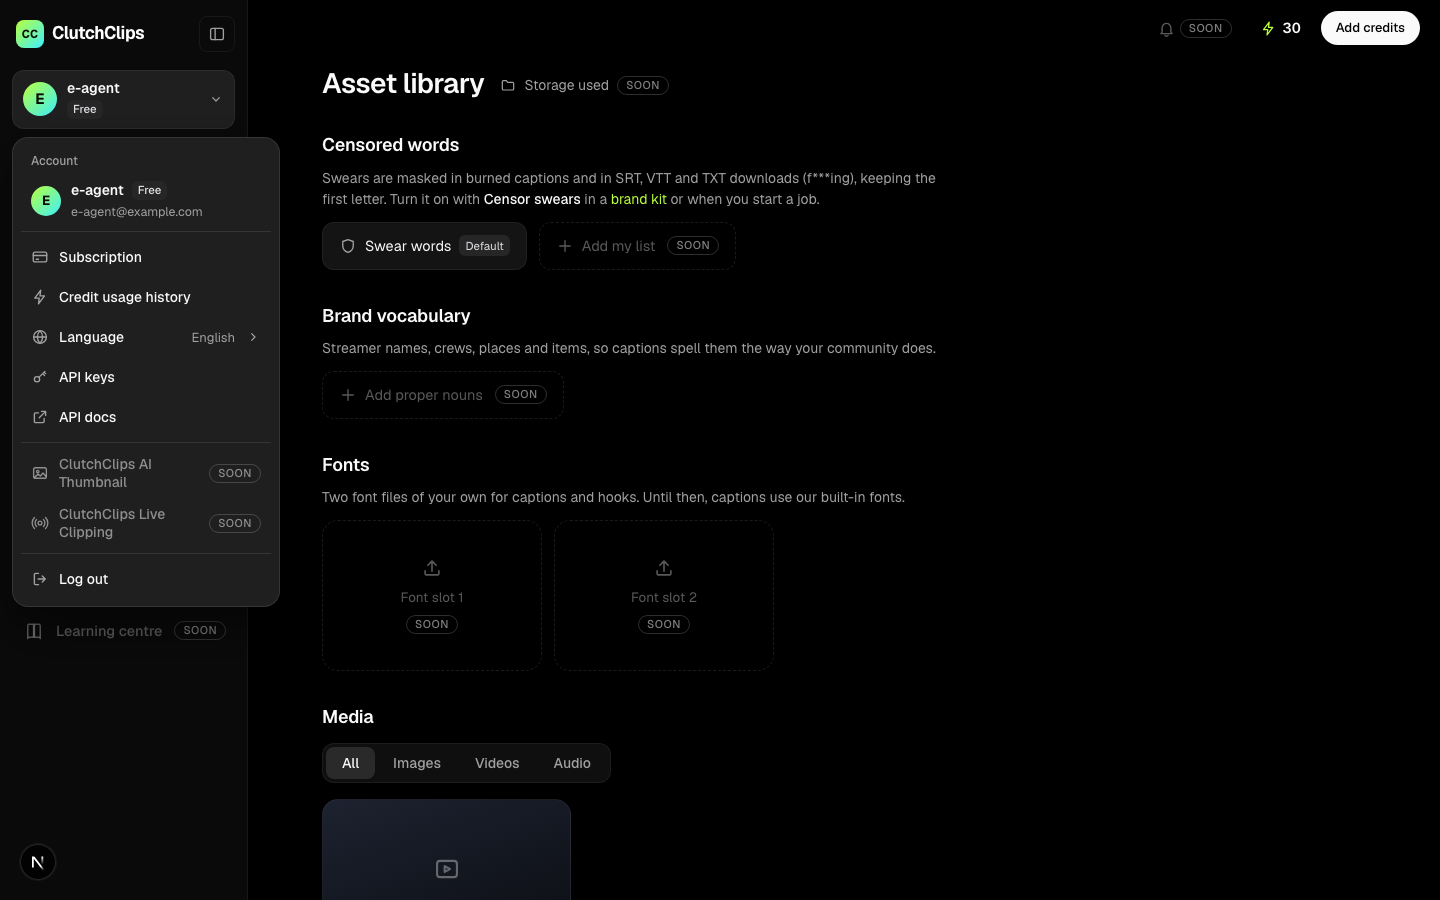 CC ClutchClips
SOON
30
Add credits
E
e-agent
Free
Account
E
e-agent Free
e-agent@example.com
Subscription
Credit usage history
Language English
API keys
API docs
ClutchClips AI
Thumbnail
SOON
ClutchClips Live
Clipping
SOON
Log out
Learning centre SOON
N
Asset library
Storage used SOON
Censored words
Swears are masked in burned captions and in SRT, VTT and TXT downloads (f***ing), keeping the
first letter. Turn it on with Censor swears in a brand kit or when you start a job.
Swear words Default
Add my list SOON
Brand vocabulary
Streamer names, crews, places and items, so captions spell them the way your community does.
Add proper nouns SOON
Fonts
Two font files of your own for captions and hooks. Until then, captions use our built-in fonts.
Font slot 1
SOON
Font slot 2
SOON
Media
All Images Videos Audio